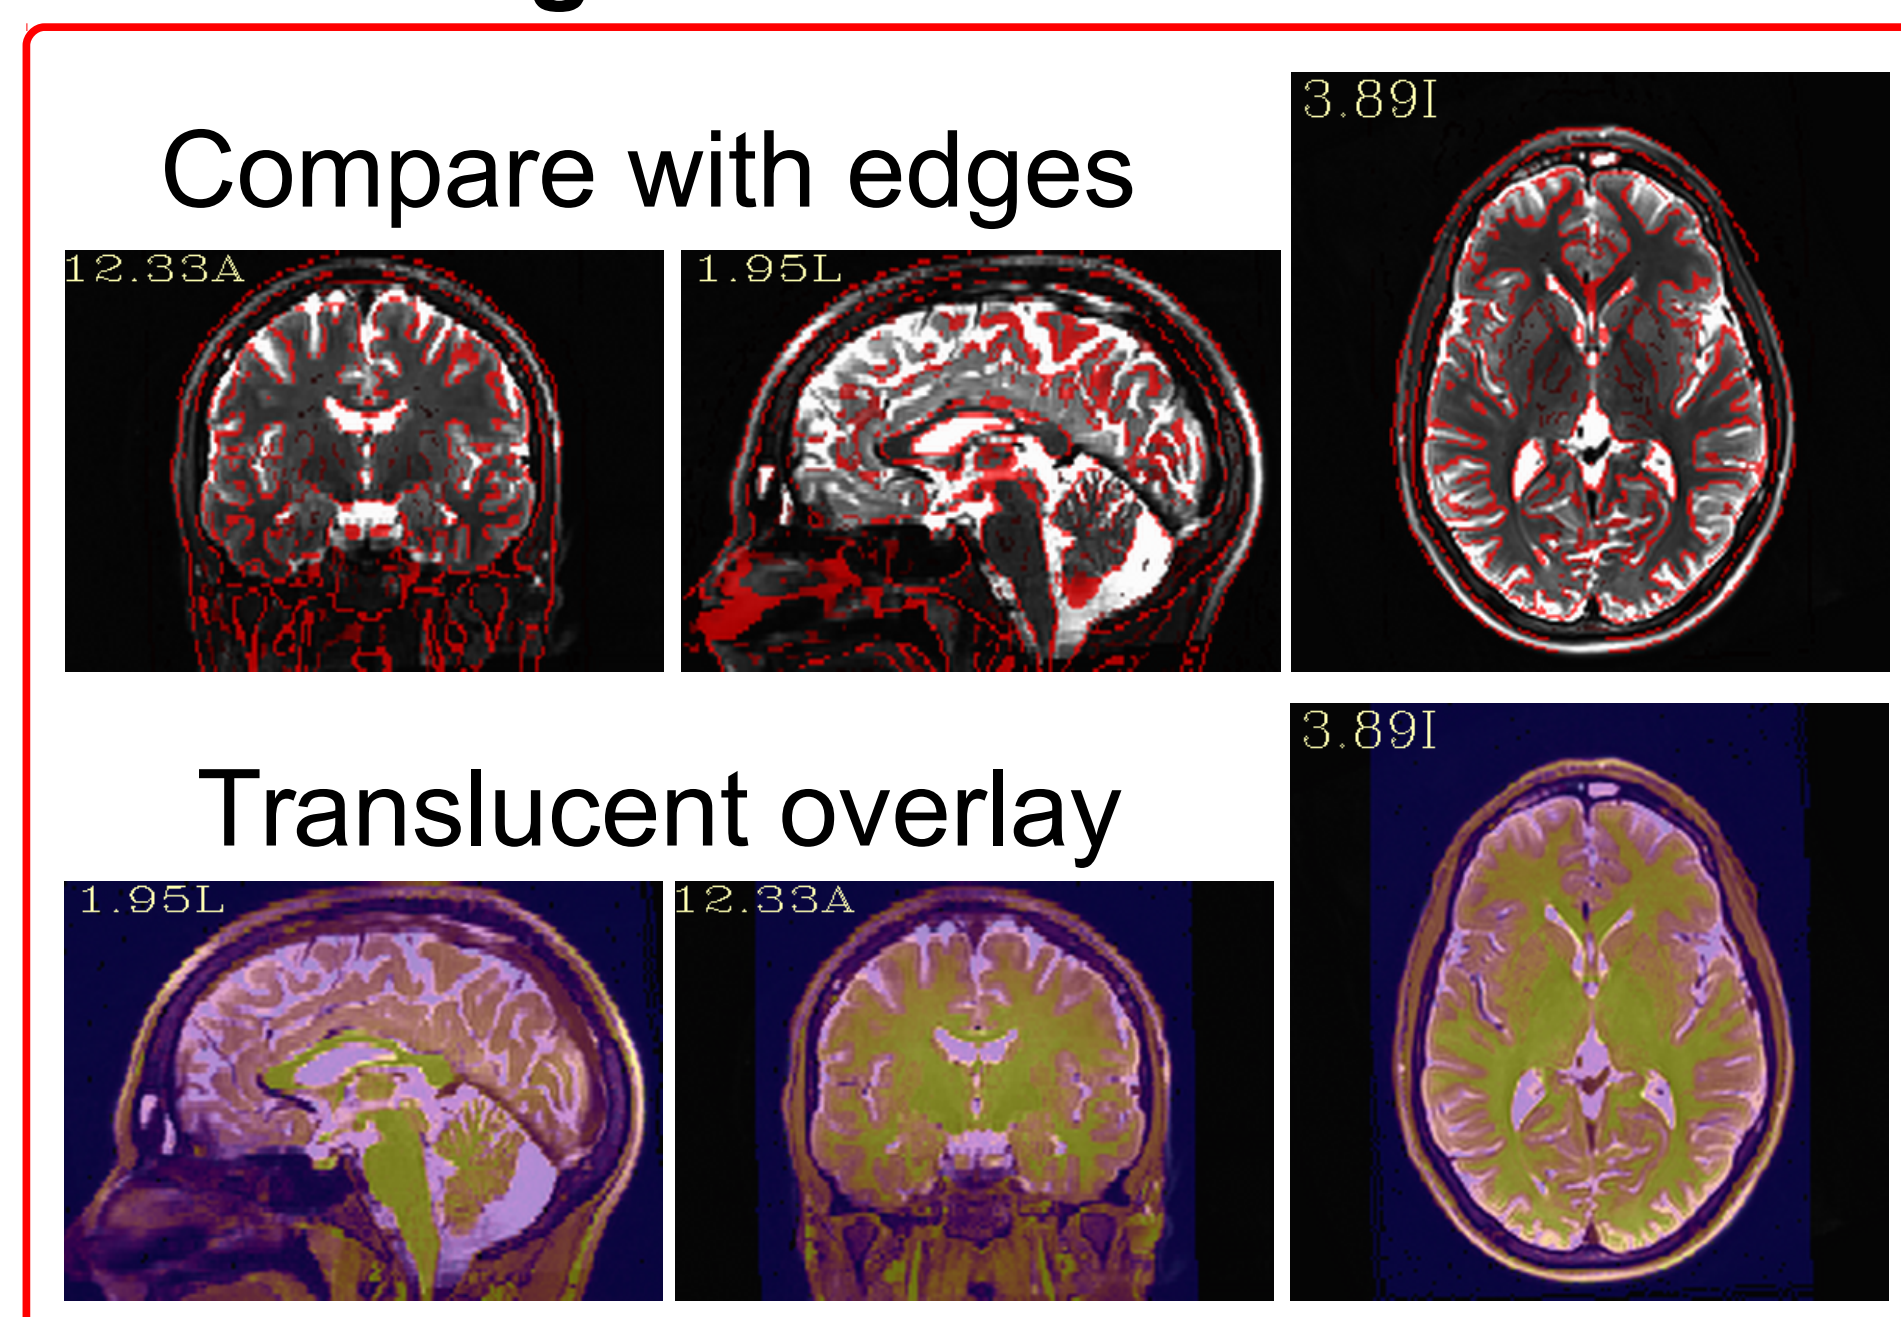 3.89I
Compare with edges
12.33A
1.95L
3.89I
Translucent overlay
1.95L
12.33A